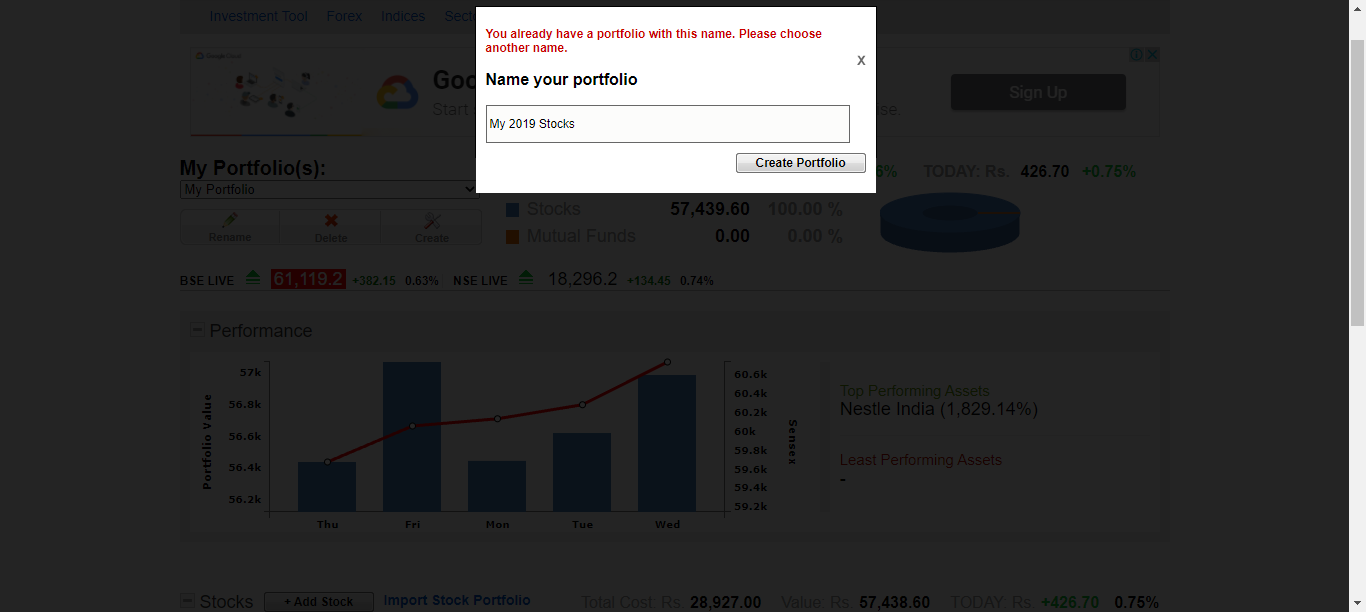 Investment Tool Forex Indices Secto
You already have a portfolio with this name. Please choose
another name.
X
Name your portfolio
My 2019 Stocks
Create Portfolio
Google Cloud
Goo
Start
se.
Sign Up
My Portfolio(s):
My Portfolio
6% TODAY: Rs. 426.70 +0.75%
Rename Delete Create
Stocks 57,439.60 100.00 %
Mutual Funds 0.00 0.00 %
BSE LIVE 61,119.2 +382.15 0.63% NSE LIVE 18,296.2 +134.45 0.74%
Performance
57k
56.8k
56.6k
56.4k
56.2k
Portfolio Value
Thu Fri Mon Tue Wed
60.6k
60.4k
60.2k
60k
59.8k
59.6k
59.4k
59.2k
Sensex
Top Performing Assets
Nestle India (1,829.14%)
Least Performing Assets
-
Stocks + Add Stock Import Stock Portfolio Total Cost: Rs. 28,927.00 Value: Rs. 57,438.60 TODAY: Rs. +426.70 0.75%